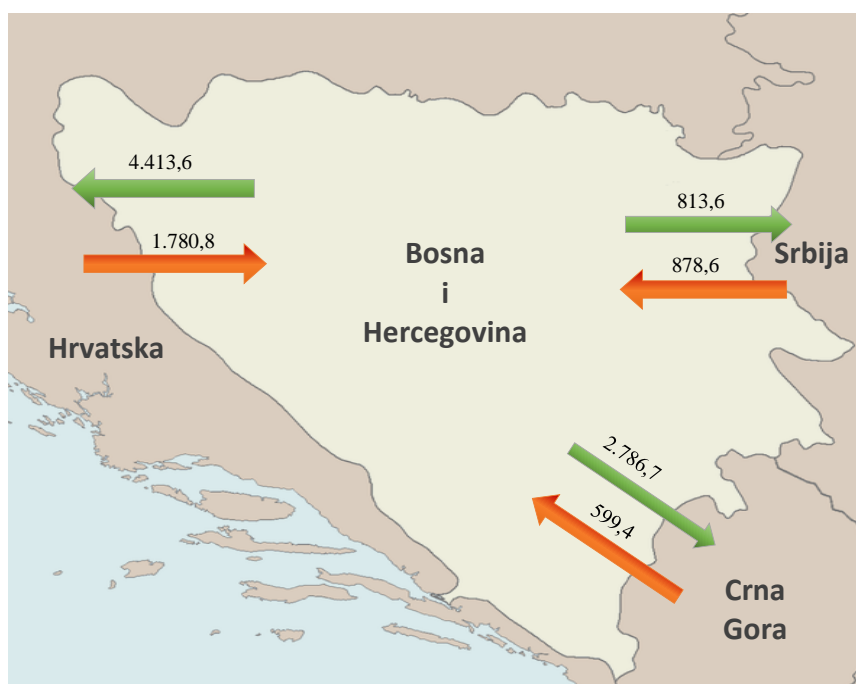 4.413,6
813,6
1.780,8
Bosna
i
Hercegovina
Srbija
878,6
Hrvatska
2.786,7
599,4
Crna
Gora